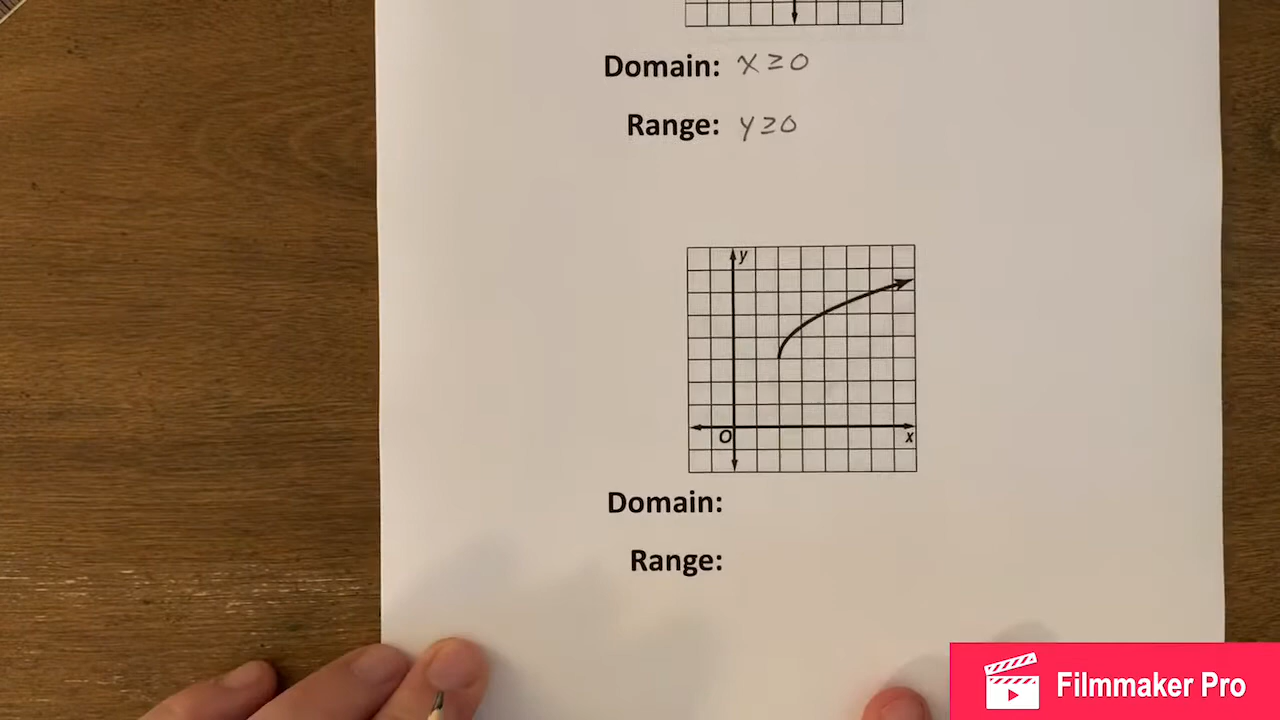 Domain: x ≥ 0
Range: y ≥ 0
y
O
x
Domain:
Range:
Filmmaker Pro